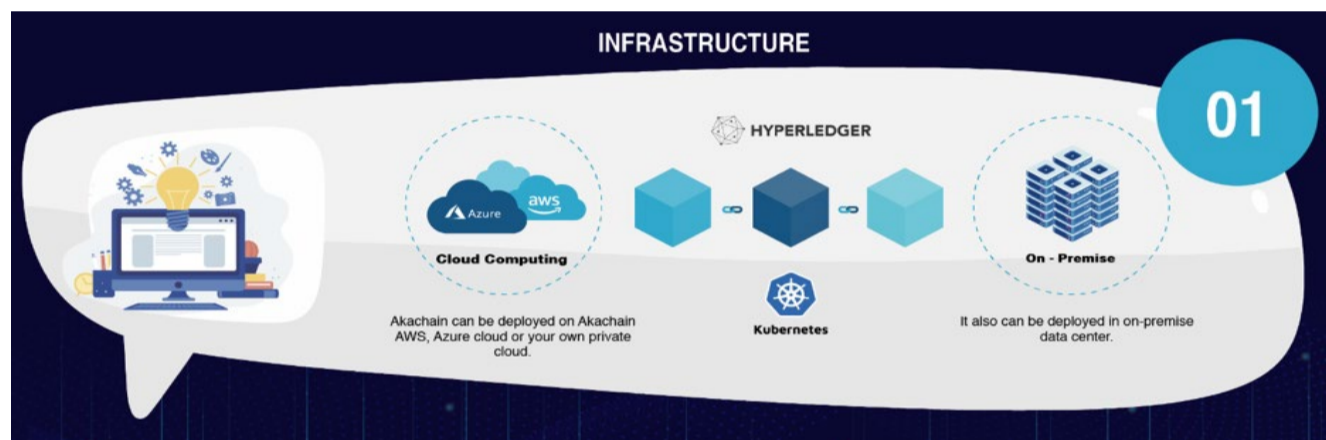 INFRASTRUCTURE
01
HYPERLEDGER
Azure
aws
Cloud Computing
On - Premise
Kubernetes
Akachain can be deployed on Akachain
AWS, Azure cloud or your own private
cloud.
It also can be deployed in on-premise
data center.